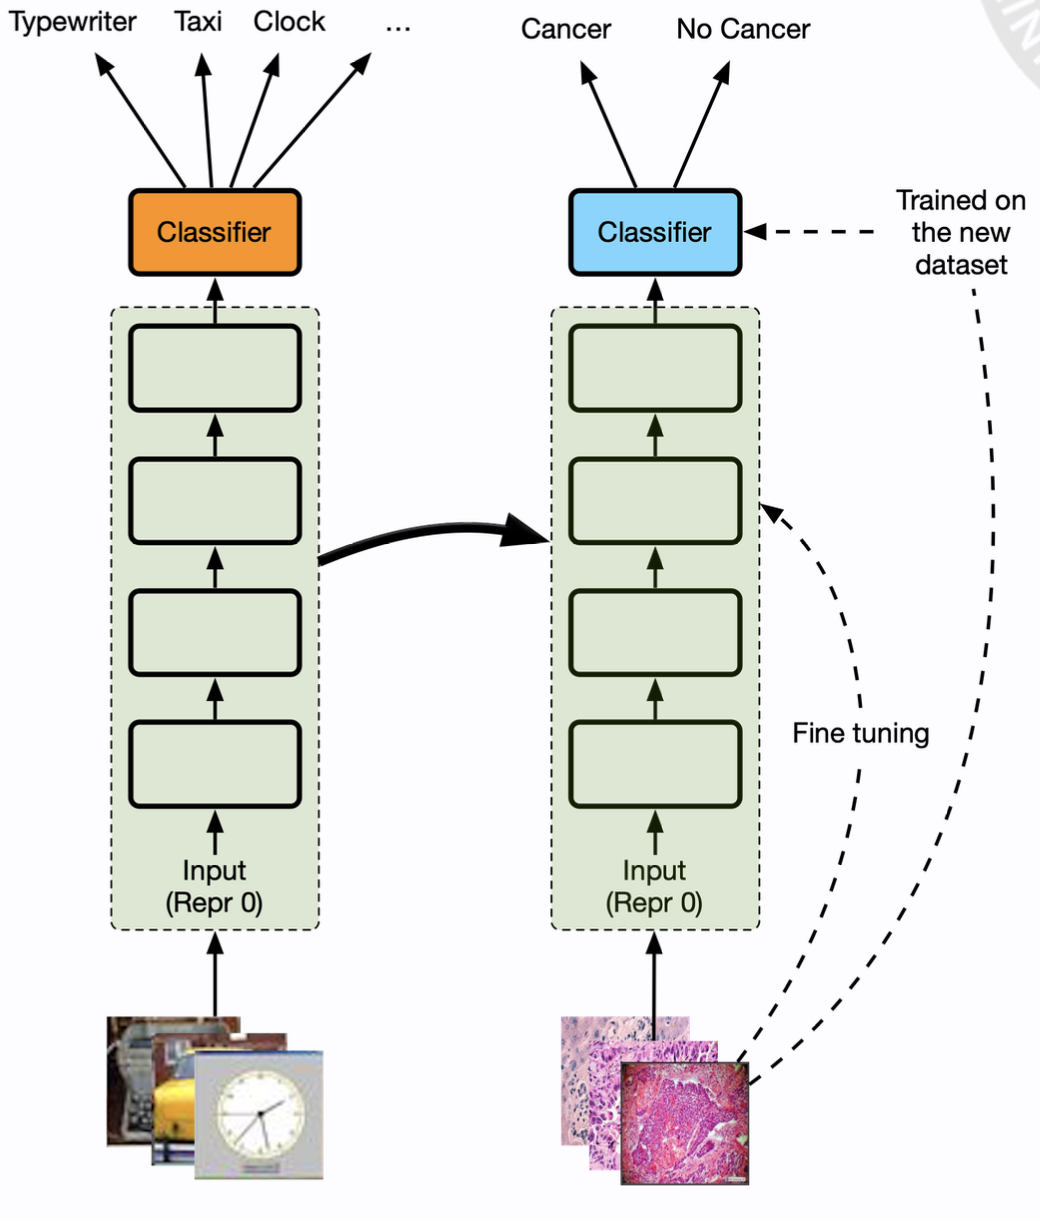 Typewriter Taxi Clock ...
Cancer No Cancer
Classifier
Classifier
Trained on
the new
dataset
Fine tuning
Input
(Repr 0)
Input
(Repr 0)